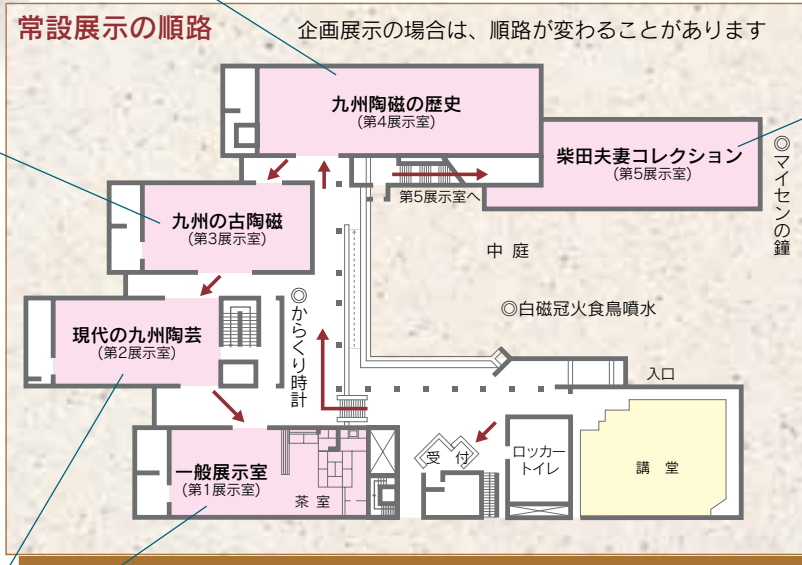 常設展示の順路
企画展示の場合は、順路が変わることがあります
九州陶磁の歴史
(第4展示室)
柴田夫妻コレクション
(第5展示室)
◎マイセンの鐘
第5展示室へ
九州の古陶磁
(第3展示室)
中庭
◎白磁冠火食鳥噴水
◎からくり時計
現代の九州陶芸
(第2展示室)
入口
受付
ロッカー
トイレ
講堂
一般展示室
(第1展示室)
茶室